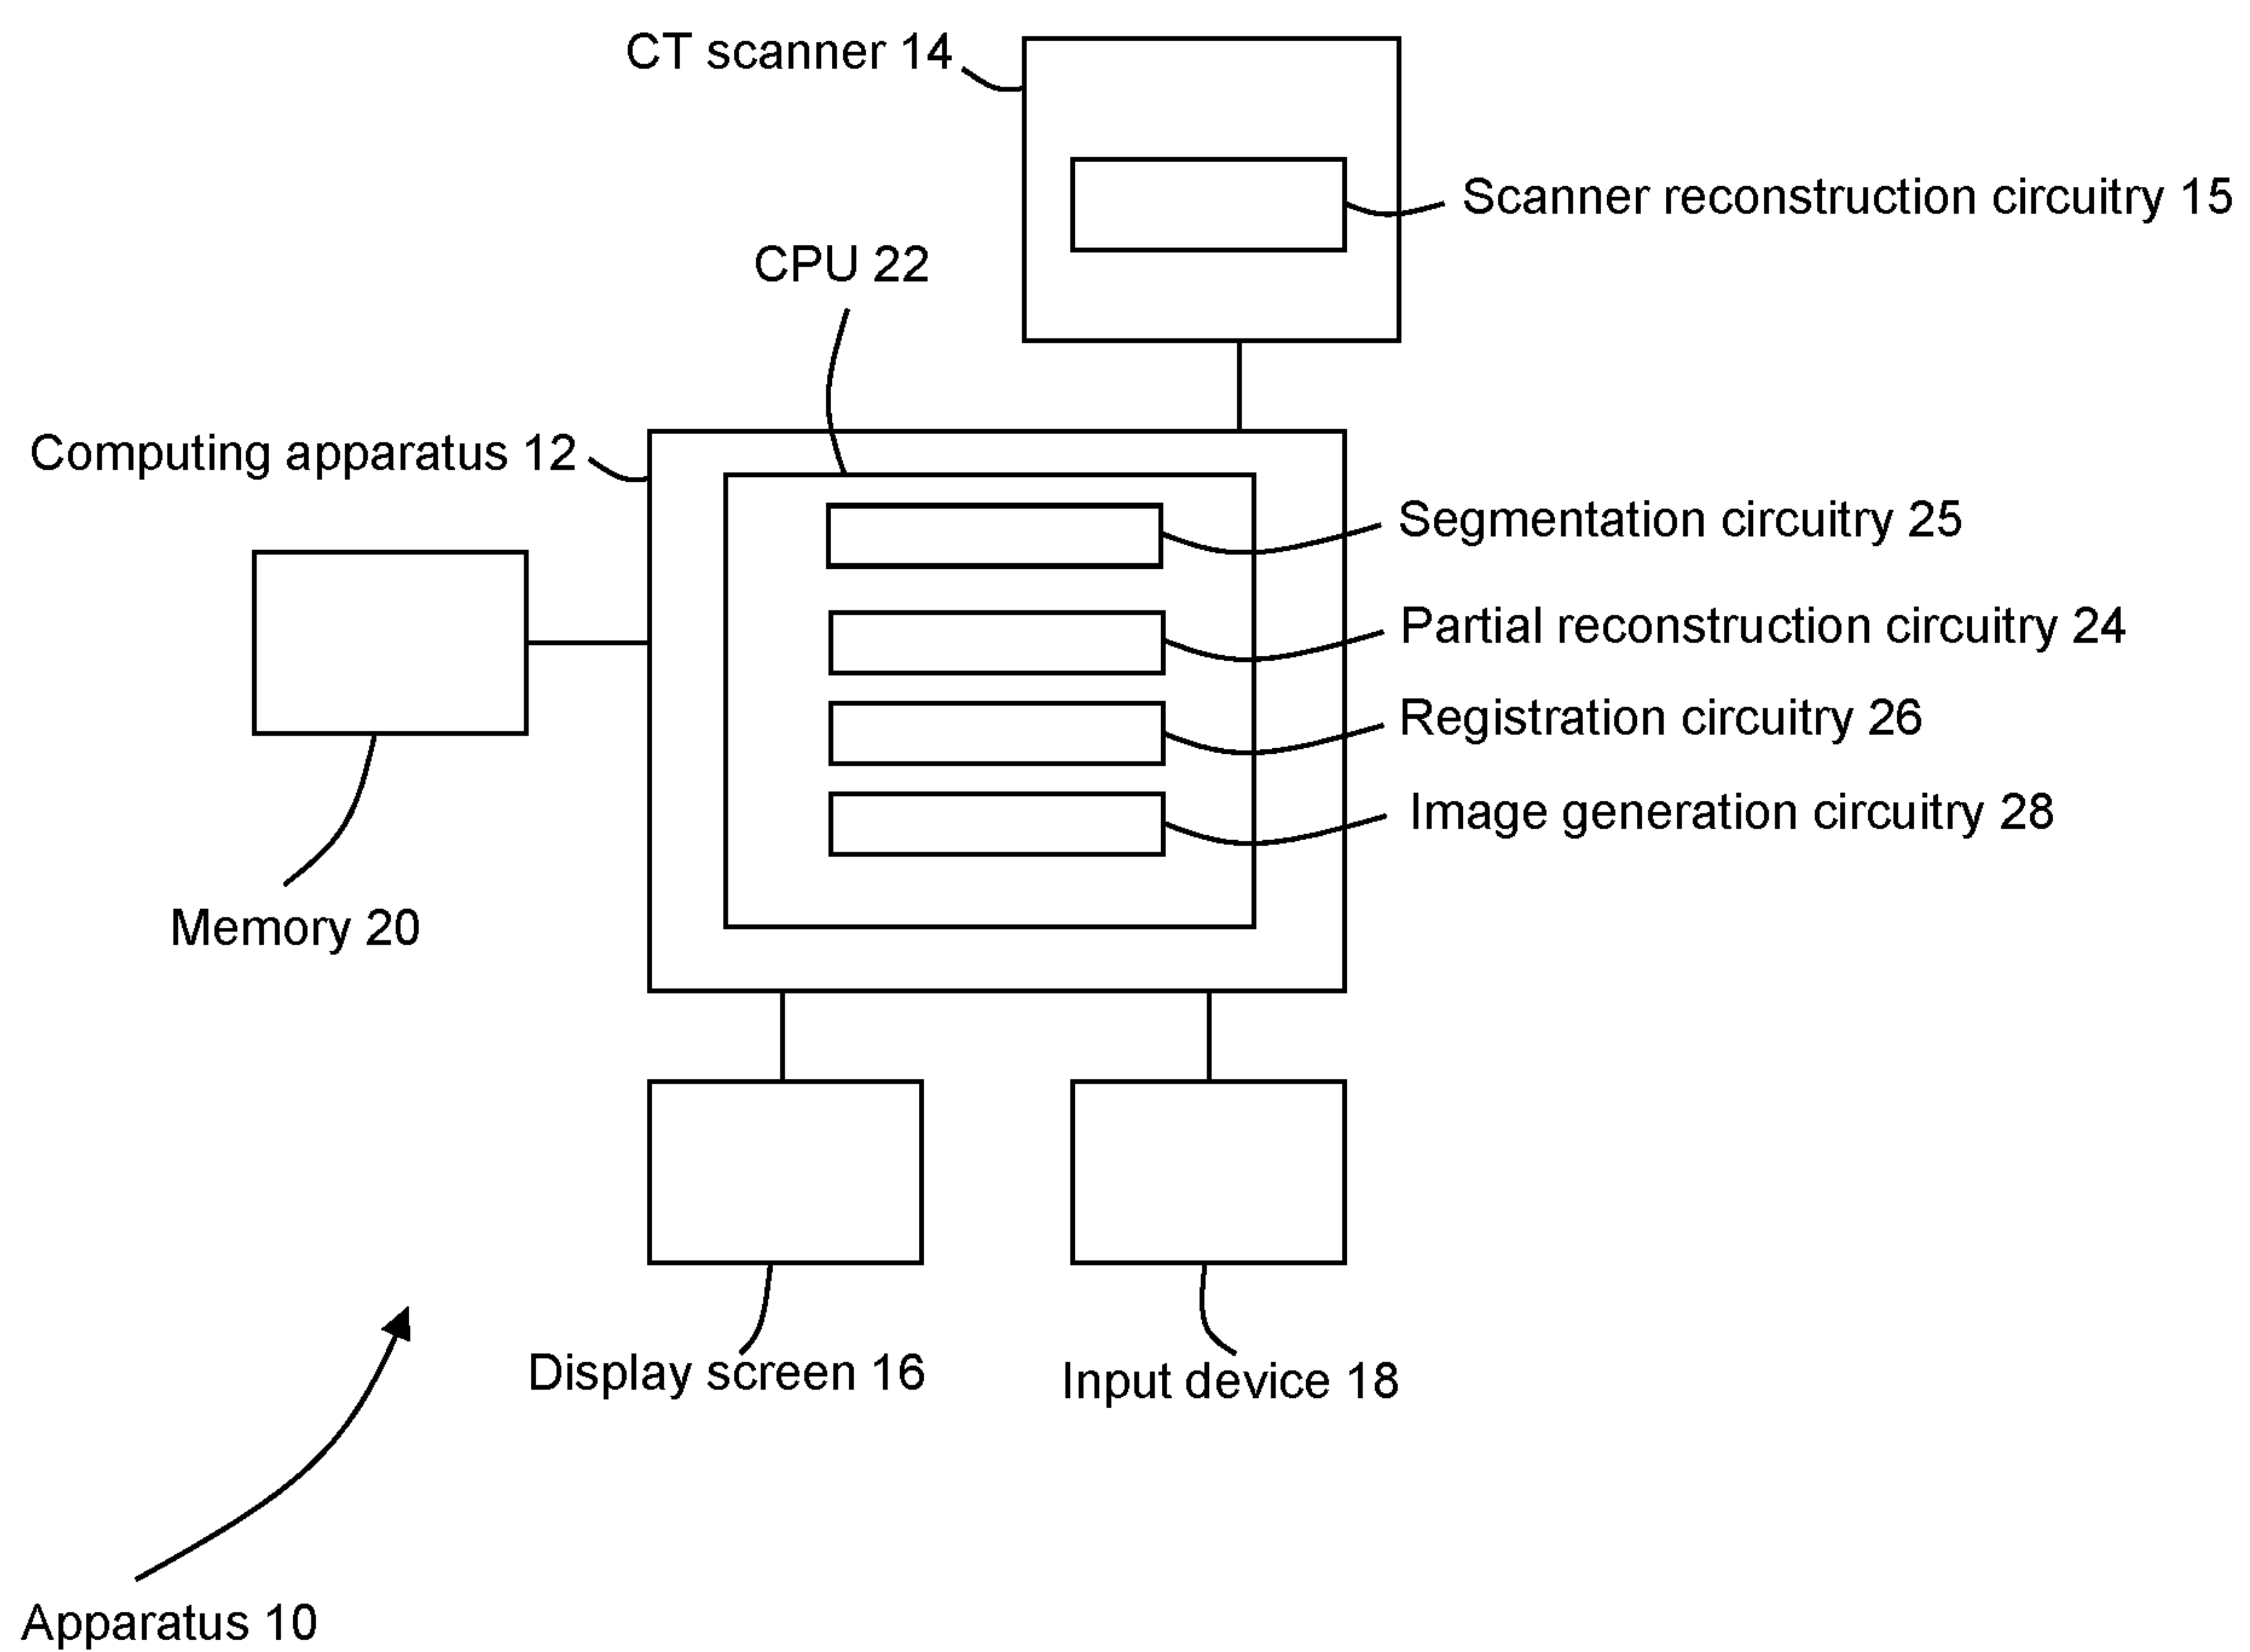 CT scanner 14
Scanner reconstruction circuitry 15
CPU 22
Computing apparatus 12
Segmentation circuitry 25
Partial reconstruction circuitry 24
Registration circuitry 26
Image generation circuitry 28
Memory 20
Display screen 16
Input device 18
Apparatus 10